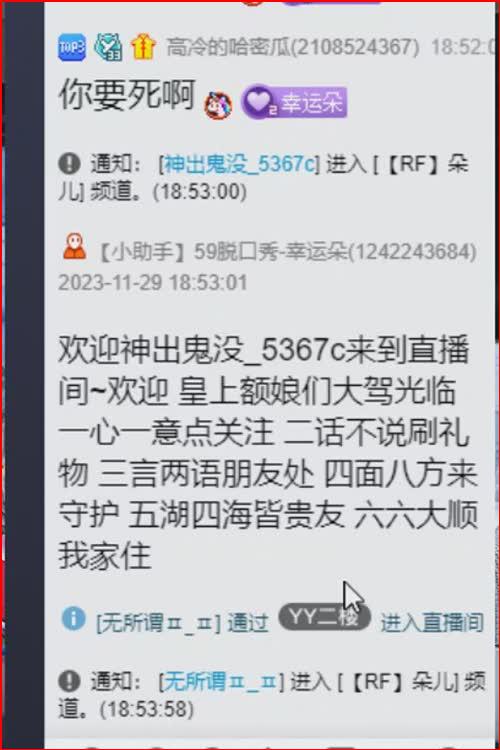 TOP3 高冷的哈密瓜(2108524367) 18:52:0
你要死啊 2 幸运朵
通知： [神出鬼没_5367c] 进入 [【RF】朵
儿] 频道。(18:53:00)
【小助手】59脱口秀-幸运朵(1242243684)
2023-11-29 18:53:01
欢迎神出鬼没_5367c来到直播
间~欢迎 皇上额娘们大驾光临
一心一意点关注 二话不说刷礼
物 三言两语朋友处 四面八方来
守护 五湖四海皆贵友 六六大顺
我家住
[无所谓ㅍ_ㅍ] 通过 YY二楼 进入直播间
通知： [无所谓ㅍ_ㅍ] 进入 [【RF】朵儿] 频
道。(18:53:58)